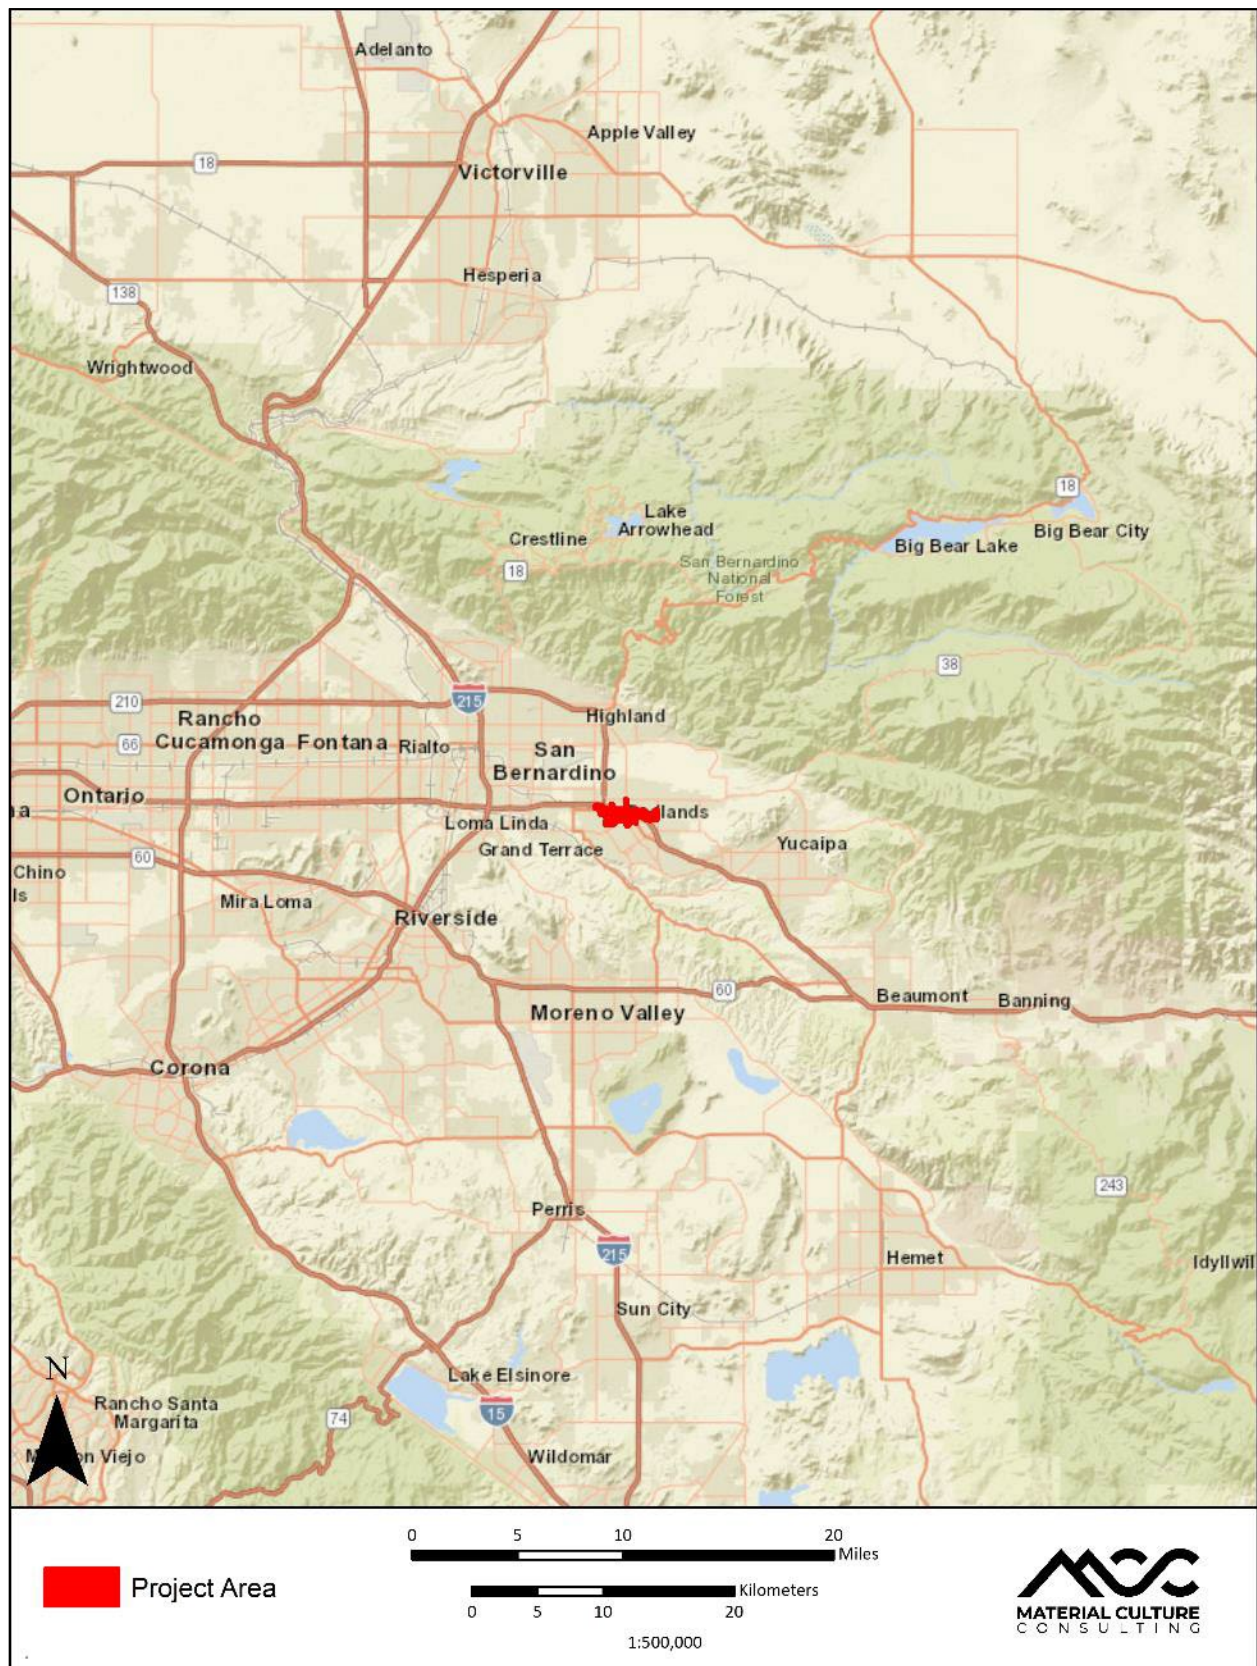 Adelanto
Apple Valley
18
Victorville
Hesperia
138
Wrightwood
18
Lake
Arrowhead
Crestline
Big Bear City
Big Bear Lake
18
San Bernardino
National
Forest
38
215
210
Highland
Rancho
Cucamonga
66
Fontana
Rialto
San
Bernardino
Ontario
a
lands
Loma Linda
Grand Terrace
Yucaipa
60
Chino
ls
Mira Loma
Riverside
60
Beaumont
Banning
Moreno Valley
Corona
243
Perris
215
Hemet
Idyllwil
Sun City
N
Lake Elsinore
Rancho Santa
Margarita
74
15
M on Viejo
Wildomar
0 5 10 20
Miles
Project Area
Kilometers
0 5 10 20
1:500,000
MCC
MATERIAL CULTURE
CONSULTING